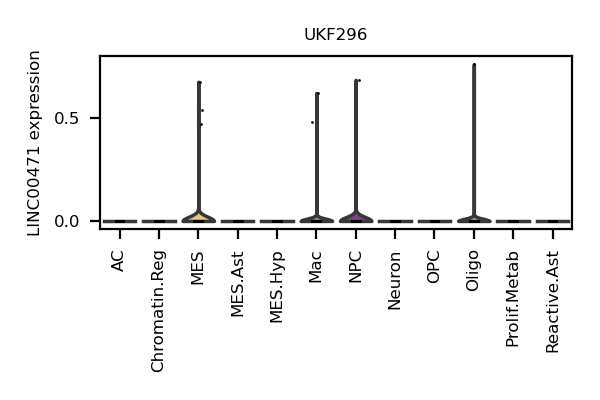 UKF296
LINC00471 expression
0.5
0.0
AC
Chromatin.Reg
MES
MES.Ast
MES.Hyp
Mac
NPC
Neuron
OPC
Oligo
Prolif.Metab
Reactive.Ast